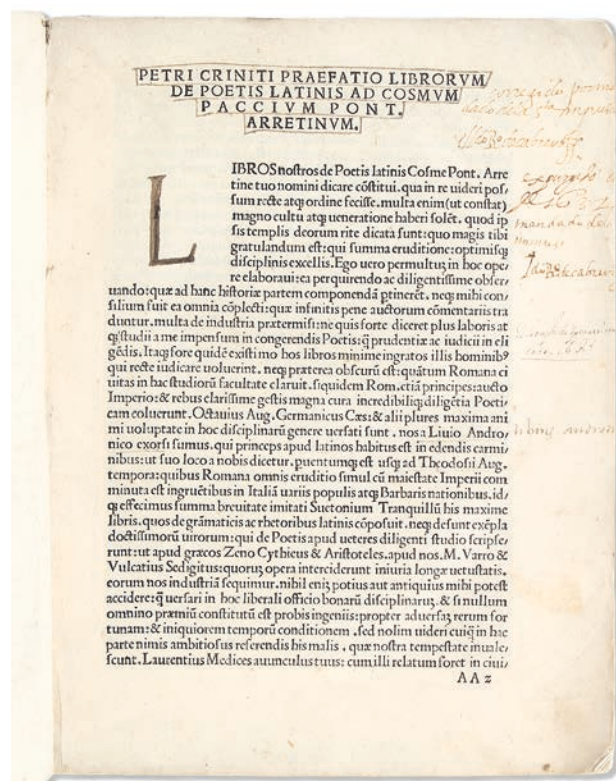 PETRI CRINITI PRAEFATIO LIBRORVM
DE POETIS LATINIS AD COSMVM
PACCIVM PONT.
ARRETINVM.
LIBROS nostros de Poetis latinis Cosme Pont. Arre
tine tuo nomini dicare cõstitui. qua in re uideri pos/
sum recte atq; ordine fecisse. multa enim (ut constat)
magno cultu atq; ueneratione haberi solẽt. quod ip
sis templis deorum rite dicata sunt: quo magis tibi
gratulandum est: qui summa eruditione: optimisq;
disciplinis excellis. Ego uero permultuȝ in hoc ope/
re elaboraui: ea perquirendo ac diligentissime obser/
uando: quæ ad hanc historiæ partem componendã ꝑtinerẽt. neq; mihi con/
silium fuit ea omnia cõplecti: quæ infinitis pene auctorum cõmentariis tra
duntur. multa de industria prætermisi: ne quis forte diceret plus laboris at
q; studii a me impensum in congerendis Poetis: q̃ prudentiæ ac iudicii in eli
gẽdis. Itaq; fore quidẽ existimo hos libros minime ingratos illis hominibꝰ
qui recte iudicare uoluerint. neq; præterea obscurũ est: quãtum Romana ci
uitas in hac studiorũ facultate claruit. siquidem Rom. etiã principes: aucto
Imperio: & rebus clarissime gestis magna cura incredibiliq; diligẽtia Poeti/
cam coluerunt. Octauius Aug. Germanicus Cæs: & alii plures maxima ani
mi uoluptate in hoc disciplinarũ genere uersati sunt. nos a Liuio Andro/
nico exorsi sumus. qui princeps apud latinos habitus est in edendis carmi/
nibus: ut suo loco a nobis dicetur. ꝑuentumq; est usq; ad Theodosii Aug.
tempora: quibus Romana omnis eruditio simul cũ maiestate Imperii com
minuta est ingruẽtibus in Italiã uariis populis atq; Barbaris nationibus. id/
q; effecimus summa breuitate imitati Suetonium Tranquillũ his maxime
libris. quos de grãmaticis ac rhetoribus latinis cõposuit. neq; desunt exẽpla
doctissimorũ uirorum: qui de Poetis apud ueteres diligenti studio scripse/
runt: ut apud græcos Zeno Cythicus & Aristoteles. apud nos. M. Varro &
Vulcatius Sedigitus: quoruȝ opera interciderunt iniuria longæ uetustatis.
eorum nos industriã sequimur. nihil enim potius aut antiquius mihi potest
accidere: q̃ uersari in hoc liberali officio bonarũ disciplinaruȝ. & si nullum
omnino præmiũ constitutũ est probis ingeniis: propter aduersaȝ rerum for
tunam: & iniquiorem temporũ conditionem. sed nolim uideri cuiq; in hac
parte nimis ambitiosus referendis his malis. quæ nostra tempestate inuale/
scunt. Laurentius Medices auunculus tuus: cum illi relatum foret in ciui/
AA 2